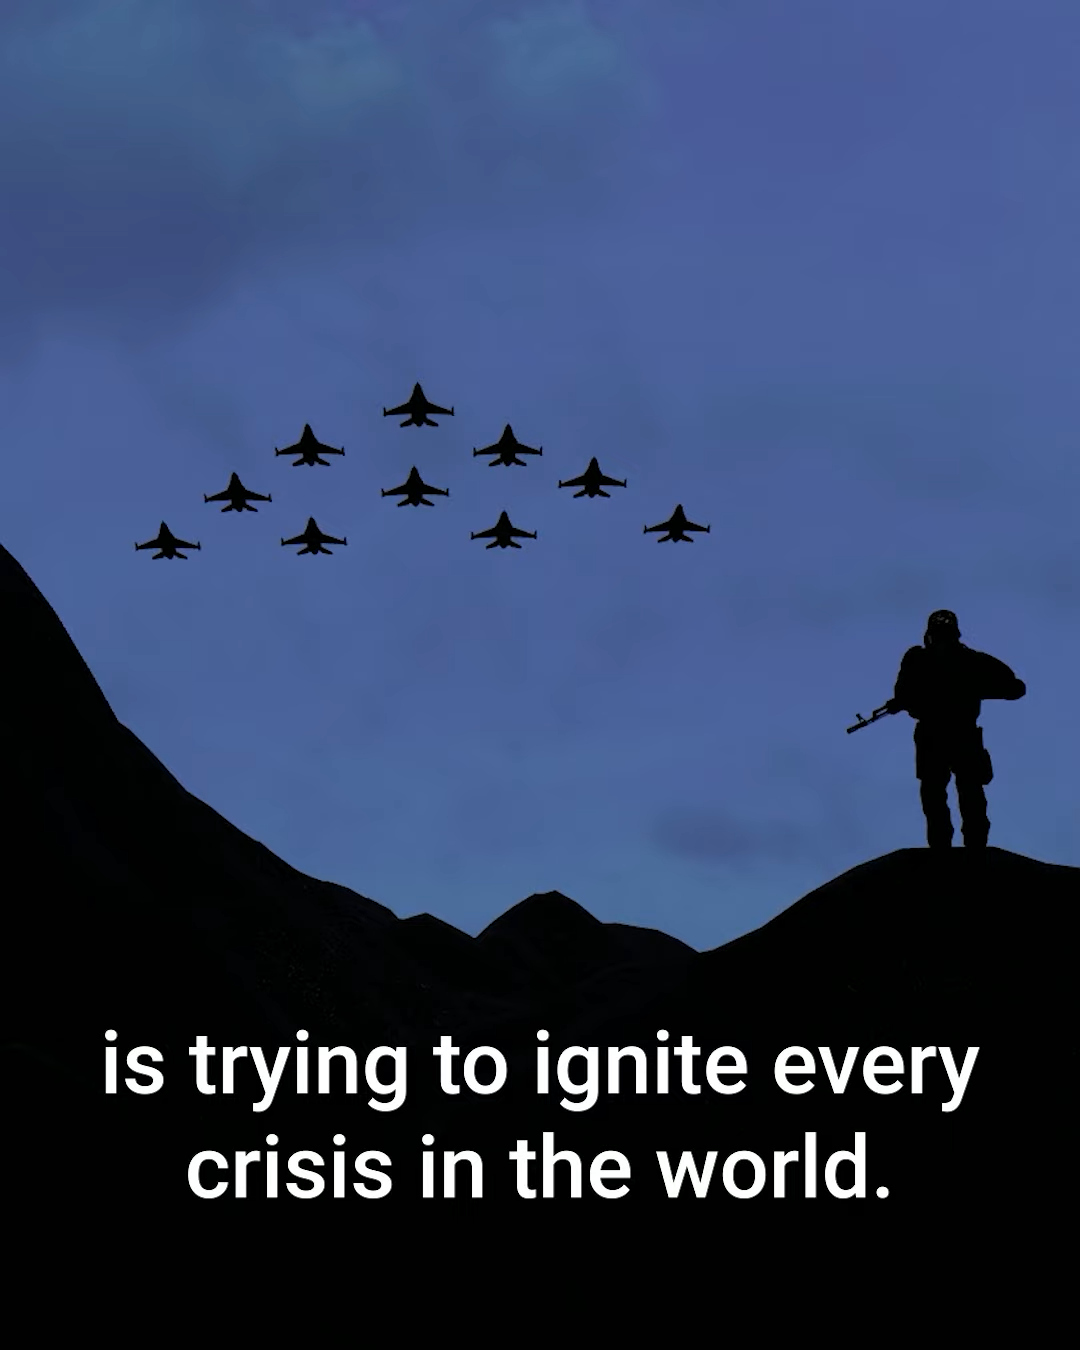 is trying to ignite every
crisis in the world.